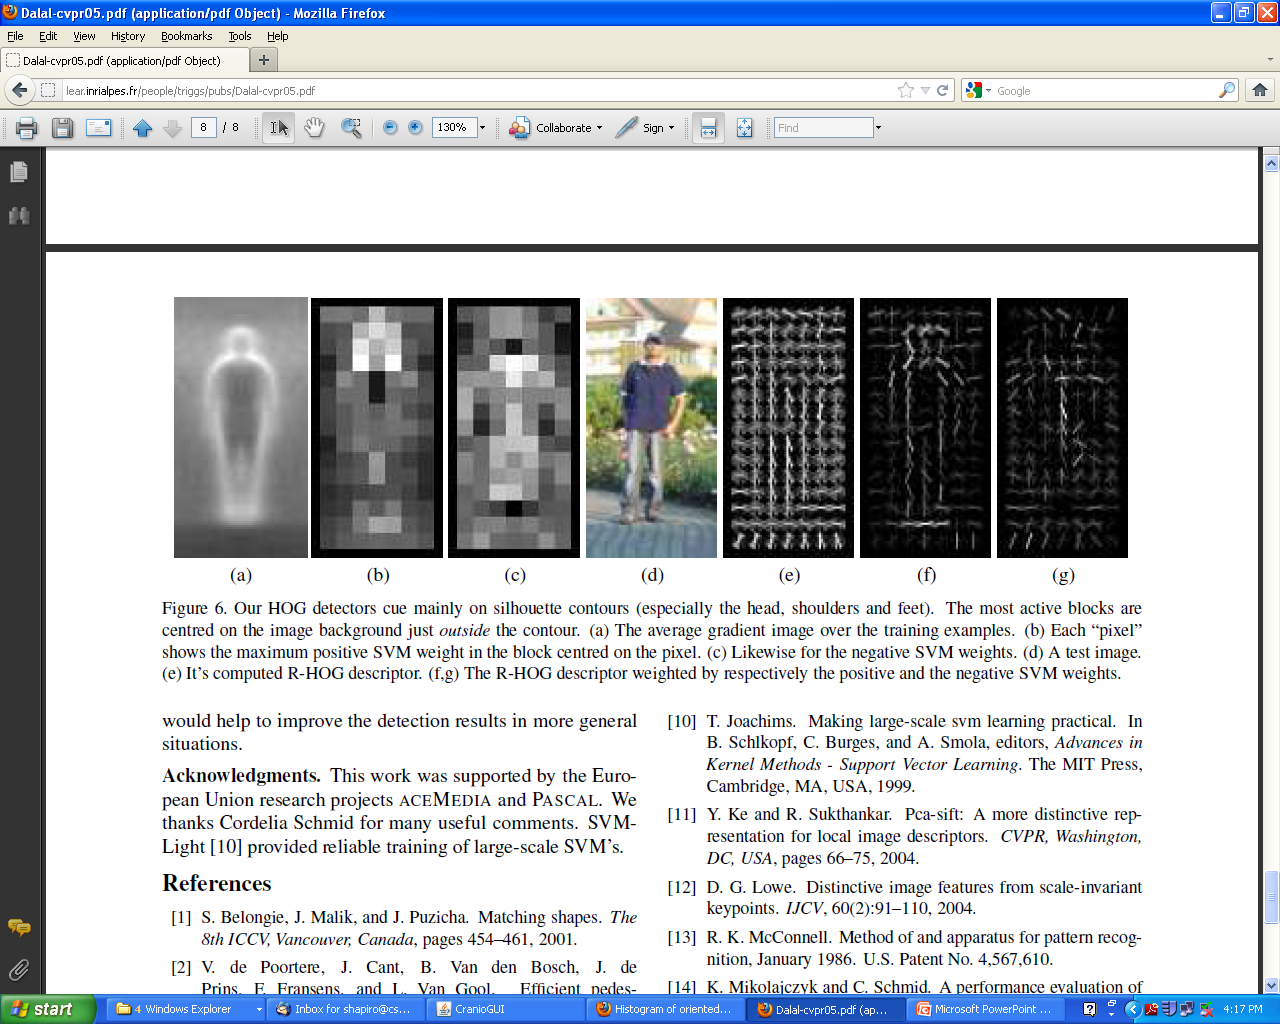 Dalal-cvpr05.pdf (application/pdf Object) - Mozilla Firefox
File Edit View History Bookmarks Tools Help
Dalal-cvpr05.pdf (application/pdf Object)
lear.inrialpes.fr/people/triggs/pubs/Dalal-cvpr05.pdf
Google
8 / 8
130%
Collaborate
Sign
Find
(a) (b) (c) (d) (e) (f) (g)
Figure 6. Our HOG detectors cue mainly on silhouette contours (especially the head, shoulders and feet). The most active blocks are
centred on the image background just outside the contour. (a) The average gradient image over the training examples. (b) Each “pixel”
shows the maximum positive SVM weight in the block centred on the pixel. (c) Likewise for the negative SVM weights. (d) A test image.
(e) It’s computed R-HOG descriptor. (f,g) The R-HOG descriptor weighted by respectively the positive and the negative SVM weights.
would help to improve the detection results in more general
situations.
Acknowledgments. This work was supported by the Euro-
pean Union research projects ACEMEDIA and PASCAL. We
thanks Cordelia Schmid for many useful comments. SVM-
Light [10] provided reliable training of large-scale SVM’s.
References
[1] S. Belongie, J. Malik, and J. Puzicha. Matching shapes. The
8th ICCV, Vancouver, Canada, pages 454–461, 2001.
[2] V. de Poortere, J. Cant, B. Van den Bosch, J. de
Prins, F. Fransens, and L. Van Gool. Efficient pedes-
[10] T. Joachims. Making large-scale svm learning practical. In
B. Schlkopf, C. Burges, and A. Smola, editors, Advances in
Kernel Methods - Support Vector Learning. The MIT Press,
Cambridge, MA, USA, 1999.
[11] Y. Ke and R. Sukthankar. Pca-sift: A more distinctive rep-
resentation for local image descriptors. CVPR, Washington,
DC, USA, pages 66–75, 2004.
[12] D. G. Lowe. Distinctive image features from scale-invariant
keypoints. IJCV, 60(2):91–110, 2004.
[13] R. K. McConnell. Method of and apparatus for pattern recog-
nition, January 1986. U.S. Patent No. 4,567,610.
[14] K. Mikolajczyk and C. Schmid. A performance evaluation of
start
4 Windows Explorer
Inbox for shapiro@cs...
CranioGUI
Histogram of oriented...
Dalal-cvpr05.pdf (ap...
Microsoft PowerPoint ...
4:17 PM